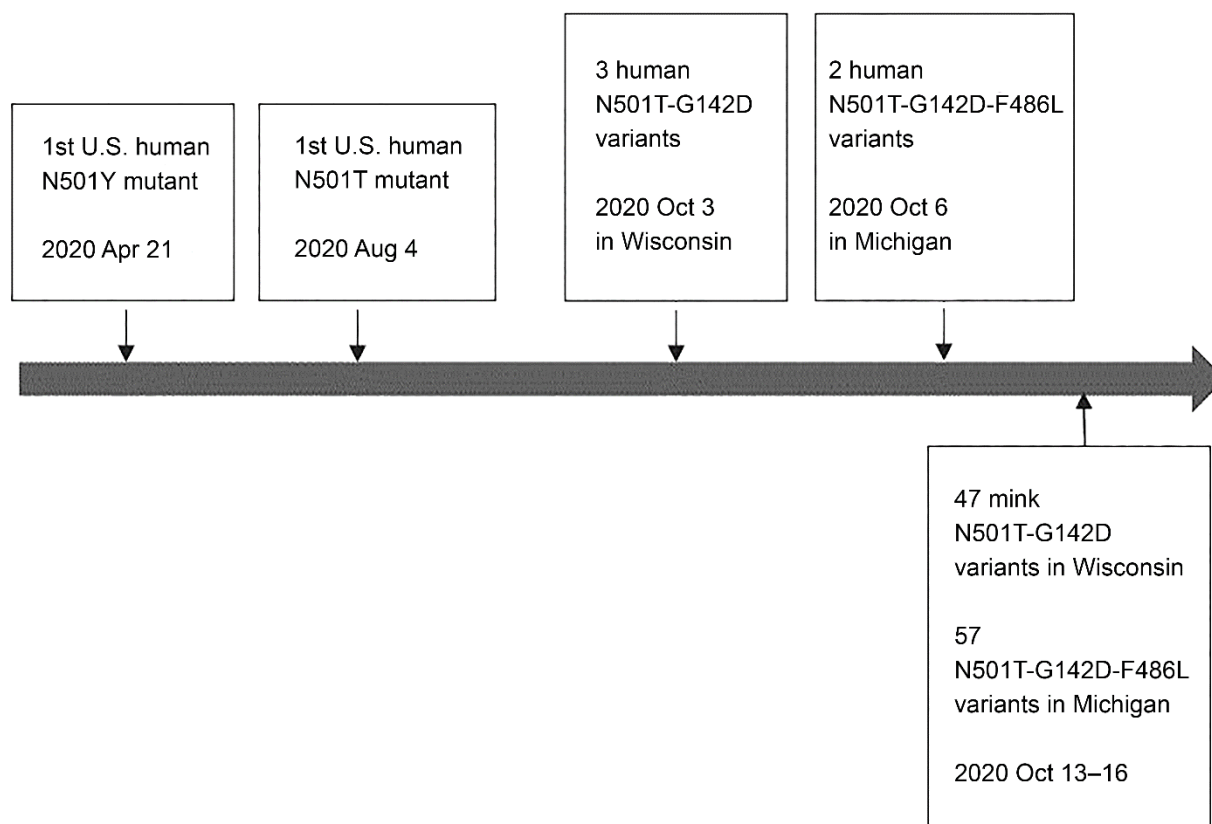 1st U.S. human
N501Y mutant
2020 Apr 21
1st U.S. human
N501T mutant
2020 Aug 4
3 human
N501T-G142D
variants
2020 Oct 3
in Wisconsin
2 human
N501T-G142D-F486L
variants
2020 Oct 6
in Michigan
47 mink
N501T-G142D
variants in Wisconsin
57
N501T-G142D-F486L
variants in Michigan
2020 Oct 13–16